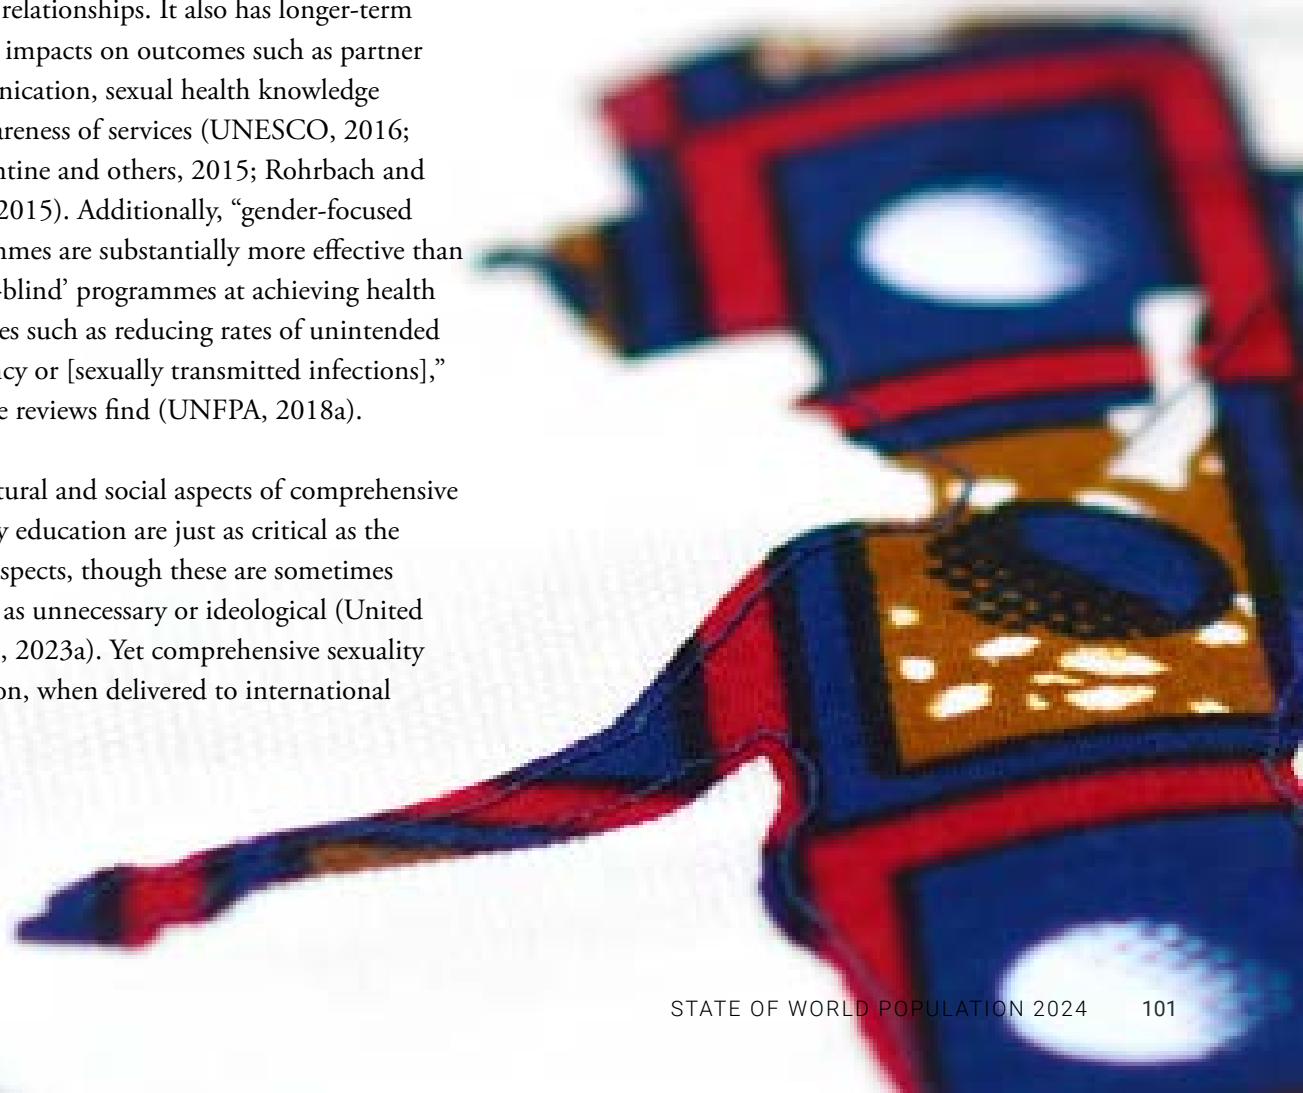 relationships. It also has longer-term
impacts on outcomes such as partner
nication, sexual health knowledge
areness of services (UNESCO, 2016;
ntine and others, 2015; Rohrbach and
2015). Additionally, “gender-focused
mes are substantially more effective than
-blind’ programmes at achieving health
es such as reducing rates of unintended
cy or [sexually transmitted infections],”
e reviews find (UNFPA, 2018a).
tural and social aspects of comprehensive
y education are just as critical as the
spects, though these are sometimes
as unnecessary or ideological (United
, 2023a). Yet comprehensive sexuality
on, when delivered to international
STATE OF WORLD POPULATION 2024 101